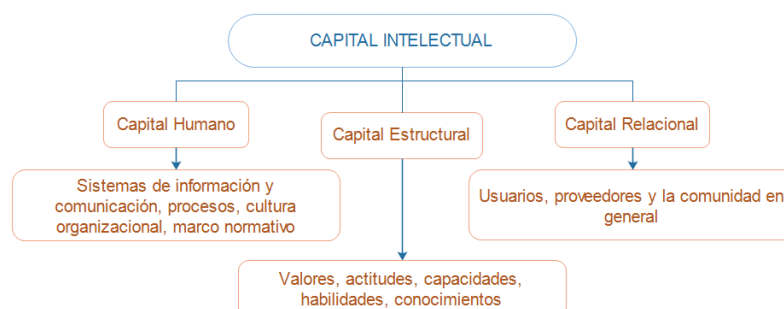 CAPITAL INTELECTUAL
Capital Humano
Capital Estructural
Capital Relacional
Sistemas de información y
comunicación, procesos, cultura
organizacional, marco normativo
Usuarios, proveedores y la comunidad en
general
Valores, actitudes, capacidades,
habilidades, conocimientos